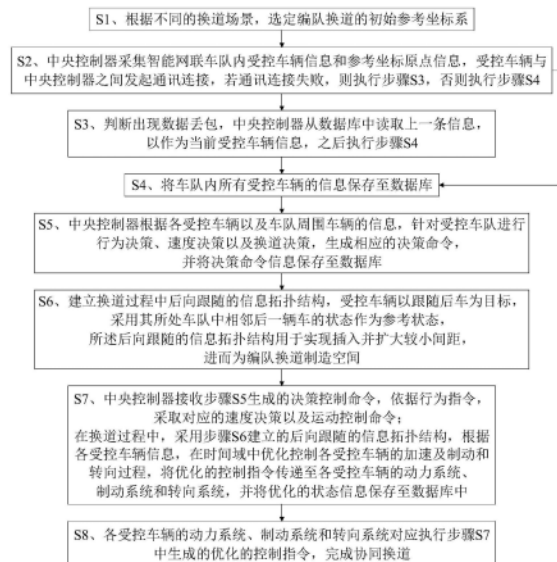 S1、根据不同的换道场景，选定编队换道的初始参考坐标系
S2、中央控制器采集智能网联车队内受控车辆信息和参考坐标原点信息，受控车辆与
中央控制器之间发起通讯连接，若通讯连接失败，则执行步骤S3，否则执行步骤S4
S3、判断出现数据丢包，中央控制器从数据库中读取上一条信息，
以作为当前受控车辆信息，之后执行步骤S4
S4、将车队内所有受控车辆的信息保存至数据库
S5、中央控制器根据各受控车辆以及车队周围车辆的信息，针对受控车队进行
行为决策、速度决策以及换道决策，生成相应的决策命令，
并将决策命令信息保存至数据库
S6、建立换道过程中后向跟随的信息拓扑结构，受控车辆以跟随后车为目标，
采用其所处车队中相邻后一辆车的状态作为参考状态，
所述后向跟随的信息拓扑结构用于实现插入并扩大较小间距，
进而为编队换道制造空间
S7、中央控制器接收步骤S5生成的决策控制命令，依据行为指令，
采取对应的速度决策以及运动控制命令；
在换道过程中，采用步骤S6建立的后向跟随的信息拓扑结构，根据
各受控车辆信息，在时间域中优化控制各受控车辆的加速及制动和
转向过程，将优化的控制指令传递至各受控车辆的动力系统、
制动系统和转向系统，并将优化的状态信息保存至数据库中
S8、各受控车辆的动力系统、制动系统和转向系统对应执行步骤S7
中生成的优化的控制指令，完成协同换道